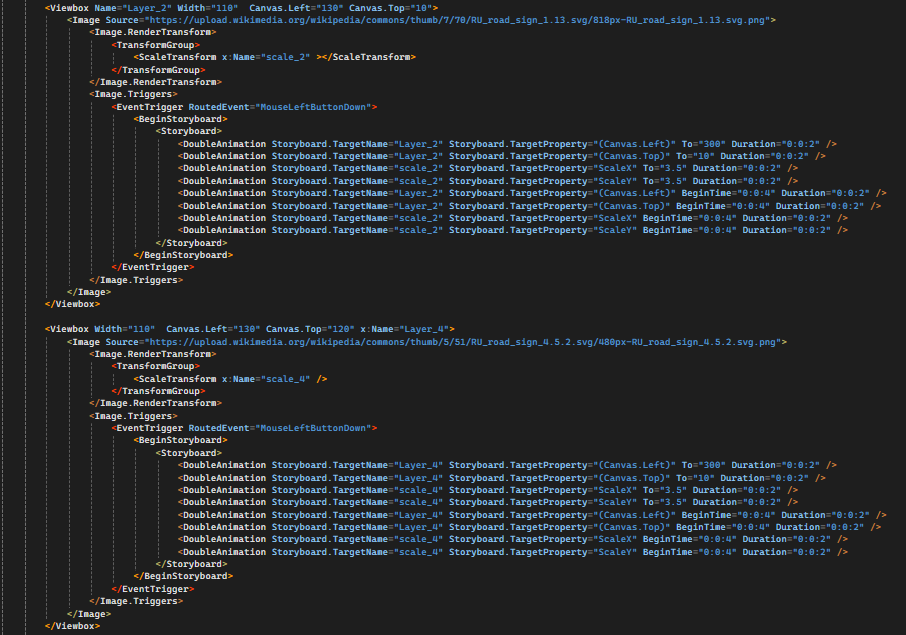 <Viewbox Name="Layer_2" Width="110"  Canvas.Left="130" Canvas.Top="10">
<Image Source="https://upload.wikimedia.org/wikipedia/commons/thumb/7/70/RU_road_sign_1.13.svg/818px-RU_road_sign_1.13.svg.png">
<Image.RenderTransform>
<TransformGroup>
<ScaleTransform x:Name="scale_2" ></ScaleTransform>
</TransformGroup>
</Image.RenderTransform>
<Image.Triggers>
<EventTrigger RoutedEvent="MouseLeftButtonDown">
<BeginStoryboard>
<Storyboard>
<DoubleAnimation Storyboard.TargetName="Layer_2" Storyboard.TargetProperty="(Canvas.Left)" To="300" Duration="0:0:2" />
<DoubleAnimation Storyboard.TargetName="Layer_2" Storyboard.TargetProperty="(Canvas.Top)" To="10" Duration="0:0:2" />
<DoubleAnimation Storyboard.TargetName="scale_2" Storyboard.TargetProperty="ScaleX" To="3.5" Duration="0:0:2" />
<DoubleAnimation Storyboard.TargetName="scale_2" Storyboard.TargetProperty="ScaleY" To="3.5" Duration="0:0:2" />
<DoubleAnimation Storyboard.TargetName="Layer_2" Storyboard.TargetProperty="(Canvas.Left)" BeginTime="0:0:4" Duration="0:0:2" />
<DoubleAnimation Storyboard.TargetName="Layer_2" Storyboard.TargetProperty="(Canvas.Top)" BeginTime="0:0:4" Duration="0:0:2" />
<DoubleAnimation Storyboard.TargetName="scale_2" Storyboard.TargetProperty="ScaleX" BeginTime="0:0:4" Duration="0:0:2" />
<DoubleAnimation Storyboard.TargetName="scale_2" Storyboard.TargetProperty="ScaleY" BeginTime="0:0:4" Duration="0:0:2" />
</Storyboard>
</BeginStoryboard>
</EventTrigger>
</Image.Triggers>
</Image>
</Viewbox>
<Viewbox Width="110"  Canvas.Left="130" Canvas.Top="120" x:Name="Layer_4">
<Image Source="https://upload.wikimedia.org/wikipedia/commons/thumb/5/51/RU_road_sign_4.5.2.svg/480px-RU_road_sign_4.5.2.svg.png">
<Image.RenderTransform>
<TransformGroup>
<ScaleTransform x:Name="scale_4" />
</TransformGroup>
</Image.RenderTransform>
<Image.Triggers>
<EventTrigger RoutedEvent="MouseLeftButtonDown">
<BeginStoryboard>
<Storyboard>
<DoubleAnimation Storyboard.TargetName="Layer_4" Storyboard.TargetProperty="(Canvas.Left)" To="300" Duration="0:0:2" />
<DoubleAnimation Storyboard.TargetName="Layer_4" Storyboard.TargetProperty="(Canvas.Top)" To="10" Duration="0:0:2" />
<DoubleAnimation Storyboard.TargetName="scale_4" Storyboard.TargetProperty="ScaleX" To="3.5" Duration="0:0:2" />
<DoubleAnimation Storyboard.TargetName="scale_4" Storyboard.TargetProperty="ScaleY" To="3.5" Duration="0:0:2" />
<DoubleAnimation Storyboard.TargetName="Layer_4" Storyboard.TargetProperty="(Canvas.Left)" BeginTime="0:0:4" Duration="0:0:2" />
<DoubleAnimation Storyboard.TargetName="Layer_4" Storyboard.TargetProperty="(Canvas.Top)" BeginTime="0:0:4" Duration="0:0:2" />
<DoubleAnimation Storyboard.TargetName="scale_4" Storyboard.TargetProperty="ScaleX" BeginTime="0:0:4" Duration="0:0:2" />
<DoubleAnimation Storyboard.TargetName="scale_4" Storyboard.TargetProperty="ScaleY" BeginTime="0:0:4" Duration="0:0:2" />
</Storyboard>
</BeginStoryboard>
</EventTrigger>
</Image.Triggers>
</Image>
</Viewbox>